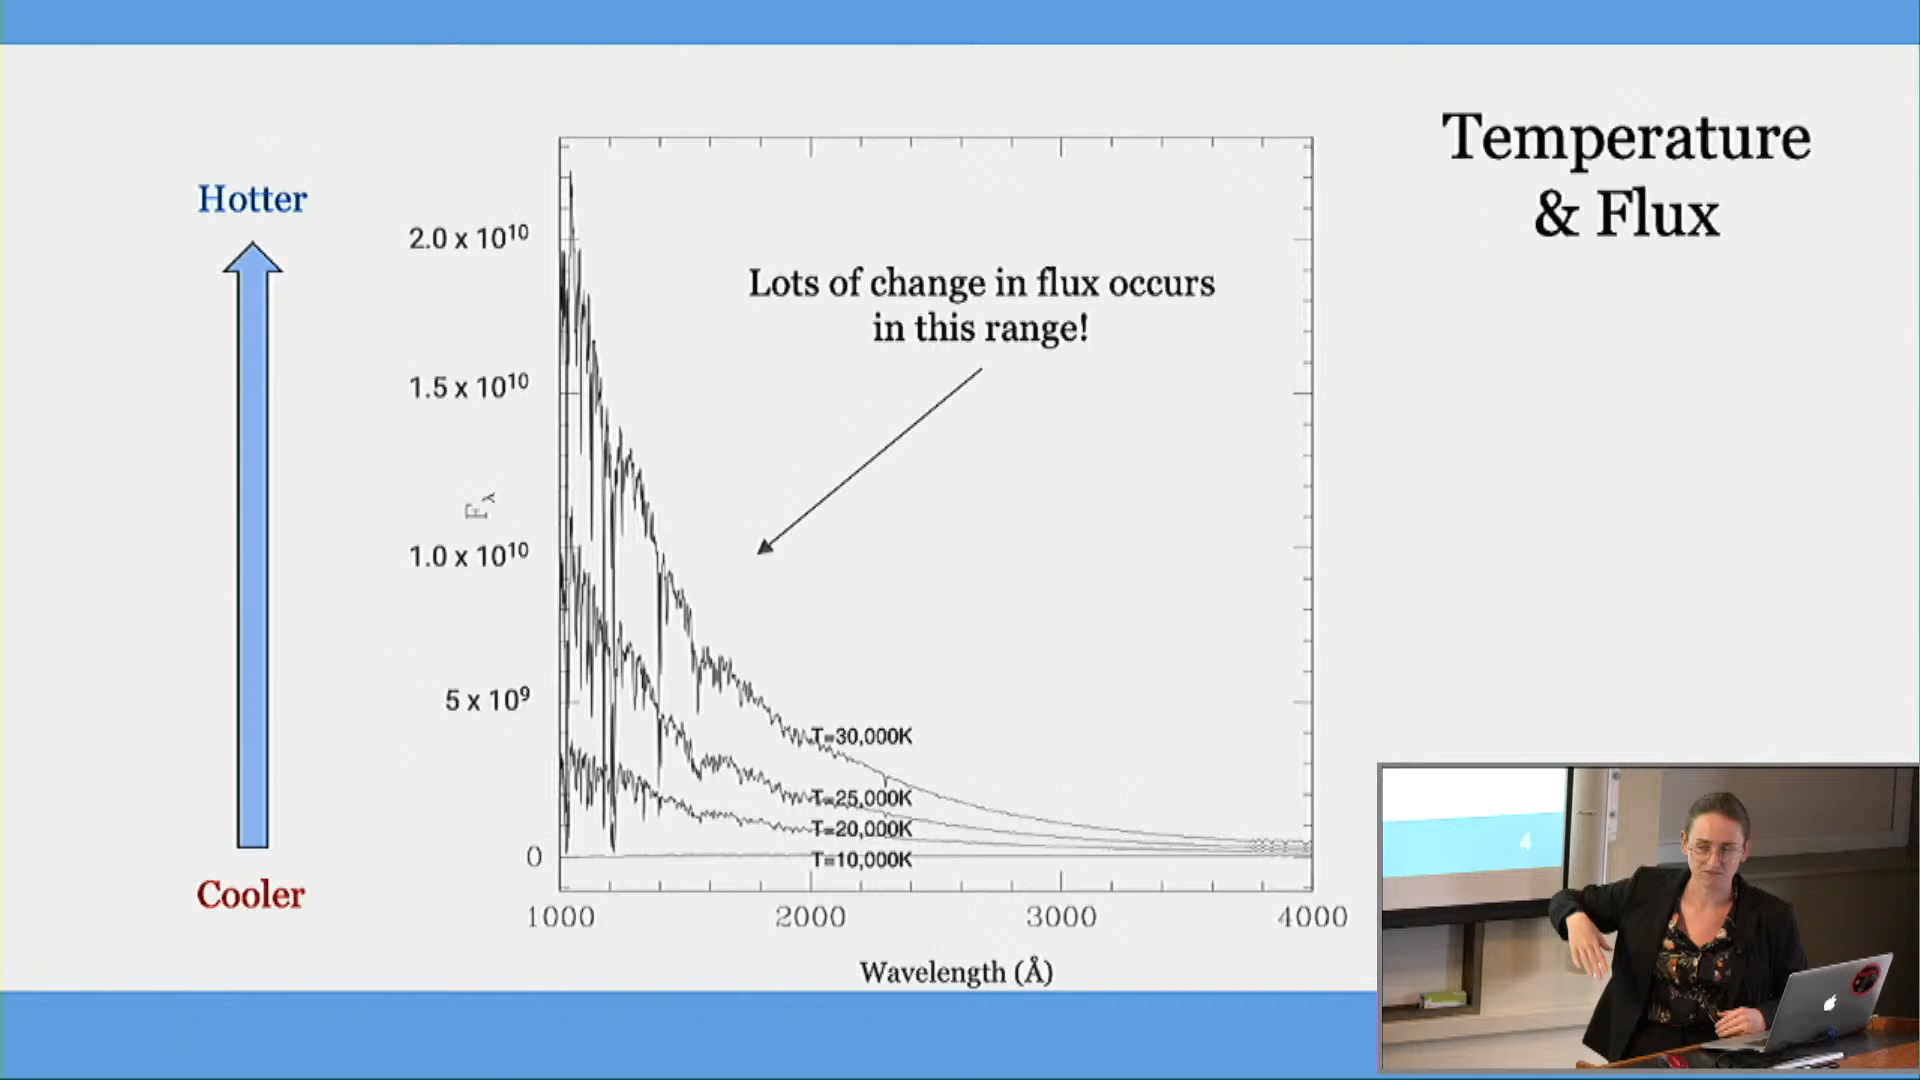 Temperature
& Flux
Hotter
Cooler
2.0 x 10¹⁰
1.5 x 10¹⁰
1.0 x 10¹⁰
5 x 10⁹
0
F
λ
Lots of change in flux occurs
in this range!
T=30,000K
T=25,000K
T=20,000K
T=10,000K
1000 2000 3000 4000
Wavelength (Å)
4